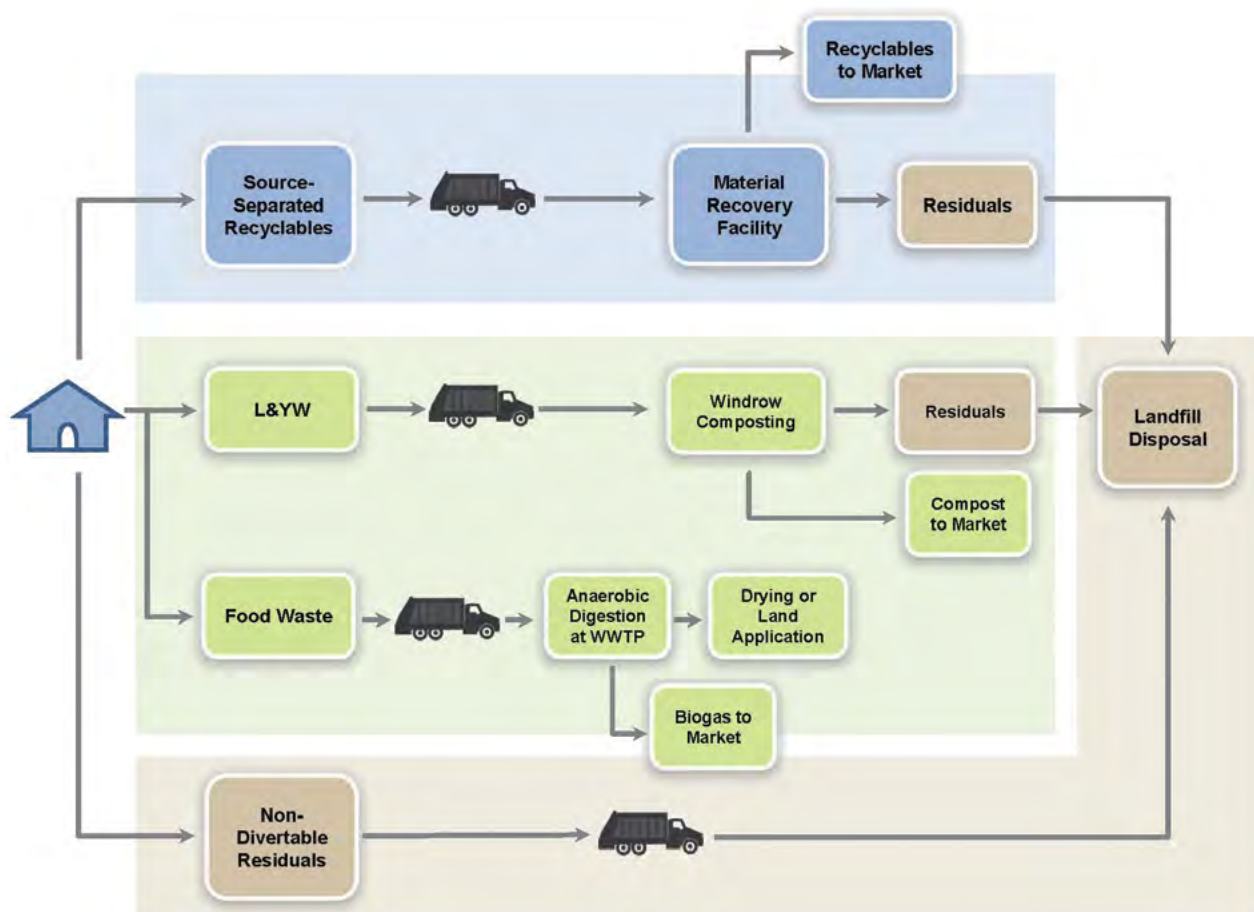 Recyclables
to Market
Source-
Separated
Recyclables
Material
Recovery
Facility
Residuals
L&YW
Windrow
Composting
Residuals
Landfill
Disposal
Compost
to Market
Food Waste
Anaerobic
Digestion
at WWTP
Drying or
Land
Application
Biogas to
Market
Non-
Divertable
Residuals